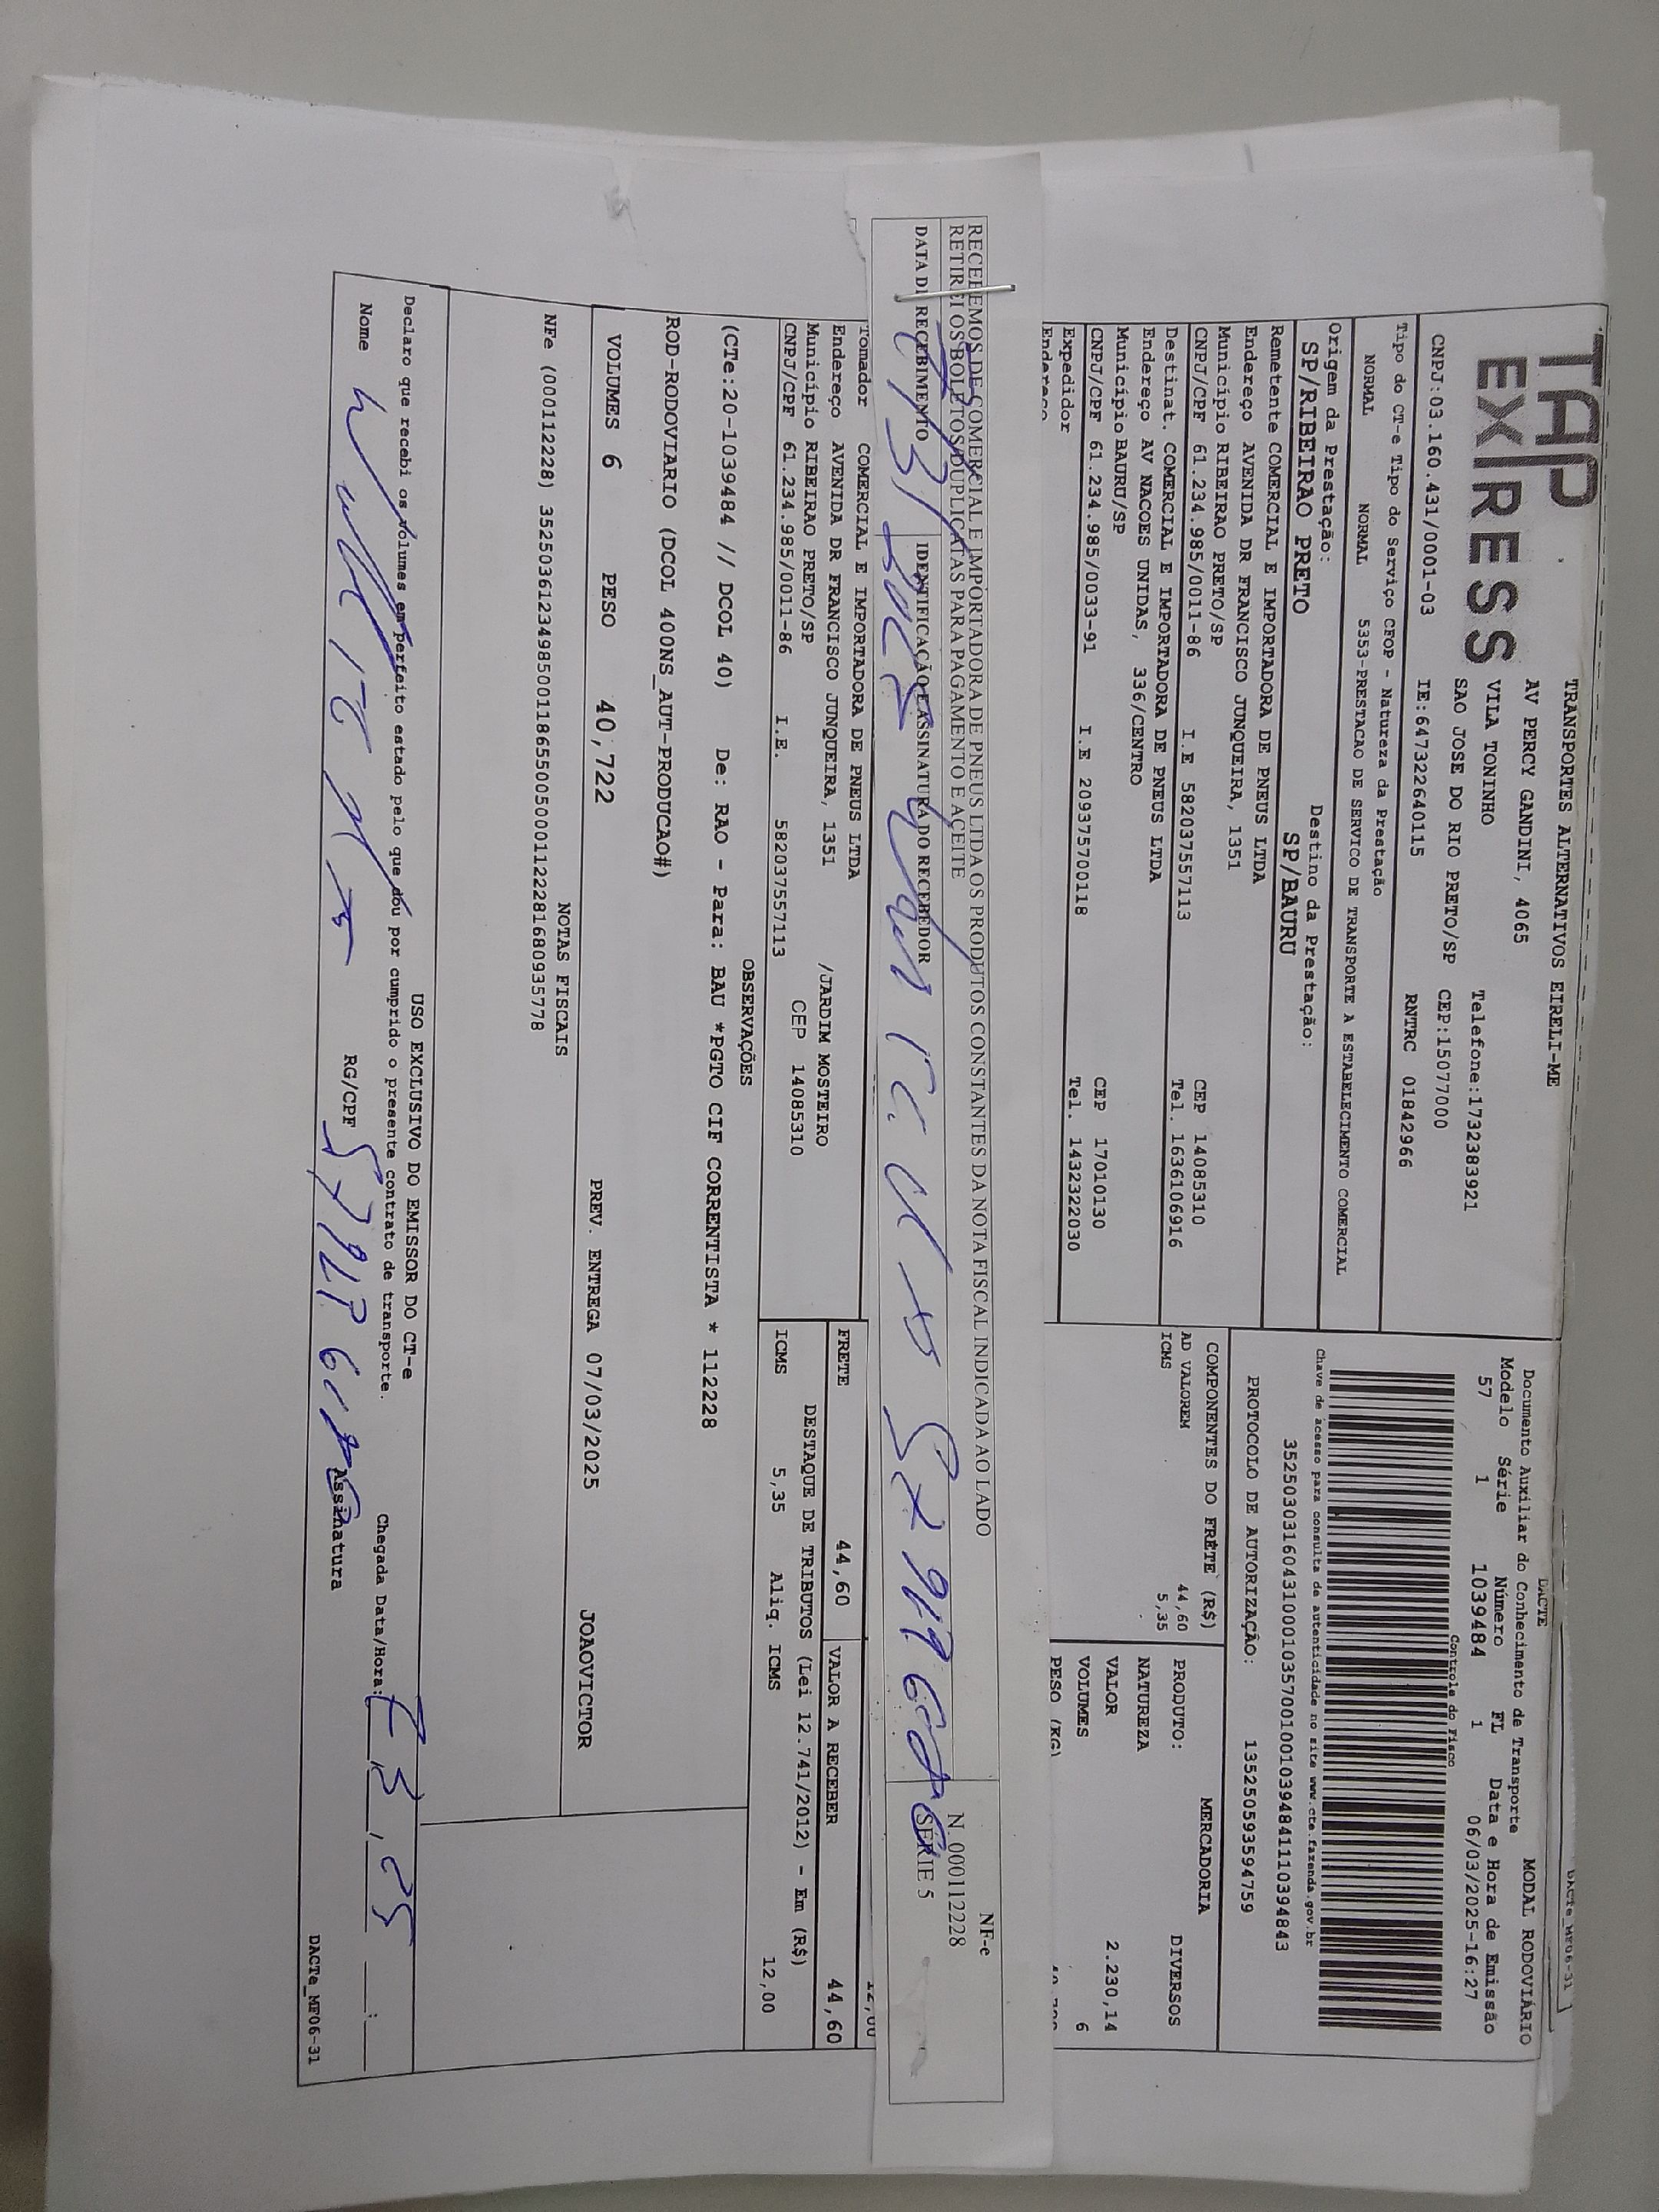 TAP
EXPRESS
TRANSPORTES ALTERNATIVOS EIRELI-ME
AV PERCY GANDINI, 4065
VILA TONINHO
Telefone:1732383921
SAO JOSE DO RIO PRETO/SP CEP:15077000
CNPJ:03.160.431/0001-03 IE:647322640115 RNTRC 01842966
DACTE
Documento Auxiliar do Conhecimento de Transporte
MODAL RODOVIÁRIO
Modelo Série Número FL Data e Hora de Emissão
57 1 1039484 1 06/03/2025-16:27
Controle do Fisco
Tipo do CT-e Tipo do Serviço CFOP - Natureza da Prestação
NORMAL NORMAL 5353-PRESTACAO DE SERVICO DE TRANSPORTE A ESTABELECIMENTO COMERCIAL
Chave de acesso para consulta de autenticidade no site www.cte.fazenda.gov.br
35250303160431000103570010010394841110394843
Origem da Prestação: Destino da Prestação:
SP/RIBEIRAO PRETO SP/BAURU
PROTOCOLO DE AUTORIZAÇÃO: 135250593594759
Remetente COMERCIAL E IMPORTADORA DE PNEUS LTDA
Endereço AVENIDA DR FRANCISCO JUNQUEIRA, 1351
Município RIBEIRAO PRETO/SP CEP 14085310
CNPJ/CPF 61.234.985/0011-86 I.E 582037557113 Tel. 1636106916
COMPONENTES DO FRETE (R$)
AD VALOREM 44,60
ICMS 5,35
MERCADORIA
PRODUTO: DIVERSOS
NATUREZA
VALOR 2.230,14
VOLUMES 6
PESO (KG)
Destinat. COMERCIAL E IMPORTADORA DE PNEUS LTDA
Endereço AV NACOES UNIDAS, 336/CENTRO
Município BAURU/SP CEP 17010130
CNPJ/CPF 61.234.985/0033-91 I.E 209375700118 Tel. 1432322030
Expedidor
Endereço
RECEBEMOS DE COMERCIAL E IMPORTADORA DE PNEUS LTDA OS PRODUTOS CONSTANTES DA NOTA FISCAL INDICADA AO LADO
RETIREI OS BOLETOS/DUPLICATAS PARA PAGAMENTO E ACEITE
DATA DE RECEBIMENTO IDENTIFICAÇÃO E ASSINATURA DO RECEBEDOR
NF-e
N. 000112228
SÉRIE 5
Tomador COMERCIAL E IMPORTADORA DE PNEUS LTDA
Endereço AVENIDA DR FRANCISCO JUNQUEIRA, 1351 /JARDIM MOSTEIRO
Município RIBEIRAO PRETO/SP CEP 14085310
CNPJ/CPF 61.234.985/0011-86 I.E. 582037557113
12,00
FRETE 44,60 VALOR A RECEBER 44,60
DESTAQUE DE TRIBUTOS (Lei 12.741/2012) - Em (R$)
ICMS 5,35 Aliq. ICMS 12,00
OBSERVAÇÕES
(CTe:20-1039484 // DCOL 40) De: RAO - Para: BAU *PGTO CIF CORRENTISTA * 112228
ROD-RODOVIARIO (DCOL 400NS_AUT-PRODUCAO#)
VOLUMES 6 PESO 40,722 PREV. ENTREGA 07/03/2025 JOAOVICTOR
NOTAS FISCAIS
NFe (000112228) 35250361234985001186550050001122281680935778
USO EXCLUSIVO DO EMISSOR DO CT-e
Declaro que recebi os volumes em perfeito estado pelo que dou por cumprido o presente contrato de transporte. Chegada Data/Hora:
Nome RG/CPF Assinatura
DACTe_MF06-31